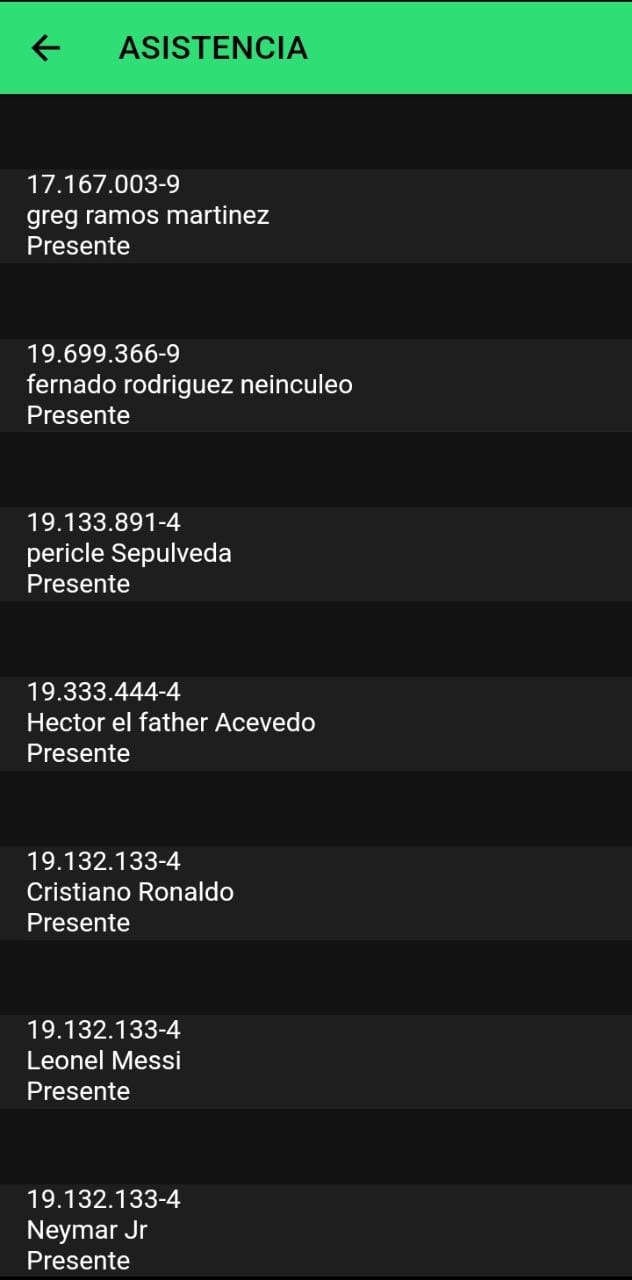 ASISTENCIA
17.167.003-9
greg ramos martinez
Presente
19.699.366-9
fernado rodriguez neinculeo
Presente
19.133.891-4
pericle Sepulveda
Presente
19.333.444-4
Hector el father Acevedo
Presente
19.132.133-4
Cristiano Ronaldo
Presente
19.132.133-4
Leonel Messi
Presente
19.132.133-4
Neymar Jr
Presente